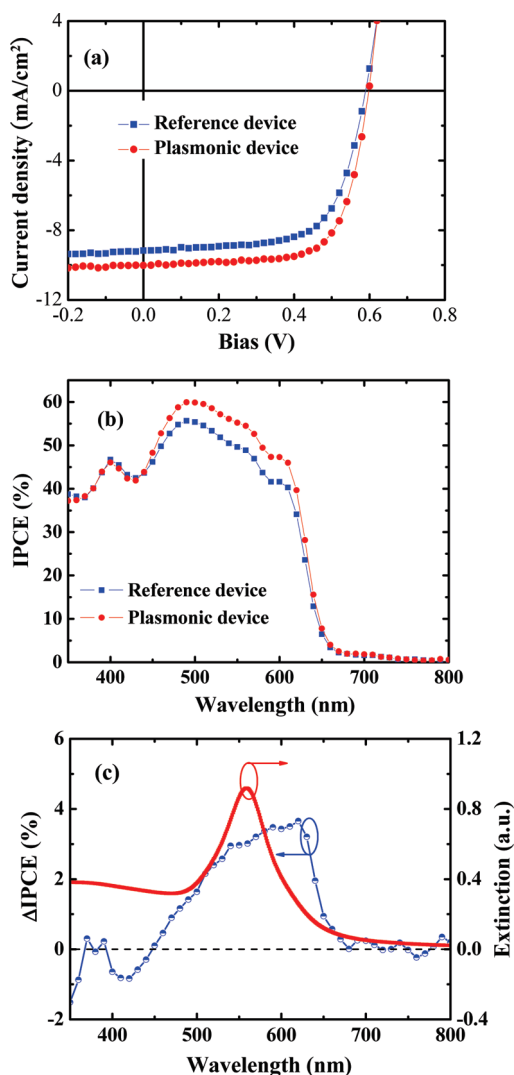 4
0
-4
-8
-12
Current density (mA/cm²)
(a)
Reference device
Plasmonic device
-0.2 0.0 0.2 0.4 0.6 0.8
Bias (V)
60
50
40
30
20
10
0
IPCE (%)
(b)
Reference device
Plasmonic device
400 500 600 700 800
Wavelength (nm)
6
4
2
0
-2
ΔIPCE (%)
(c)
1.2
0.8
0.4
0.0
-0.4
Extinction (a.u.)
400 500 600 700 800
Wavelength (nm)